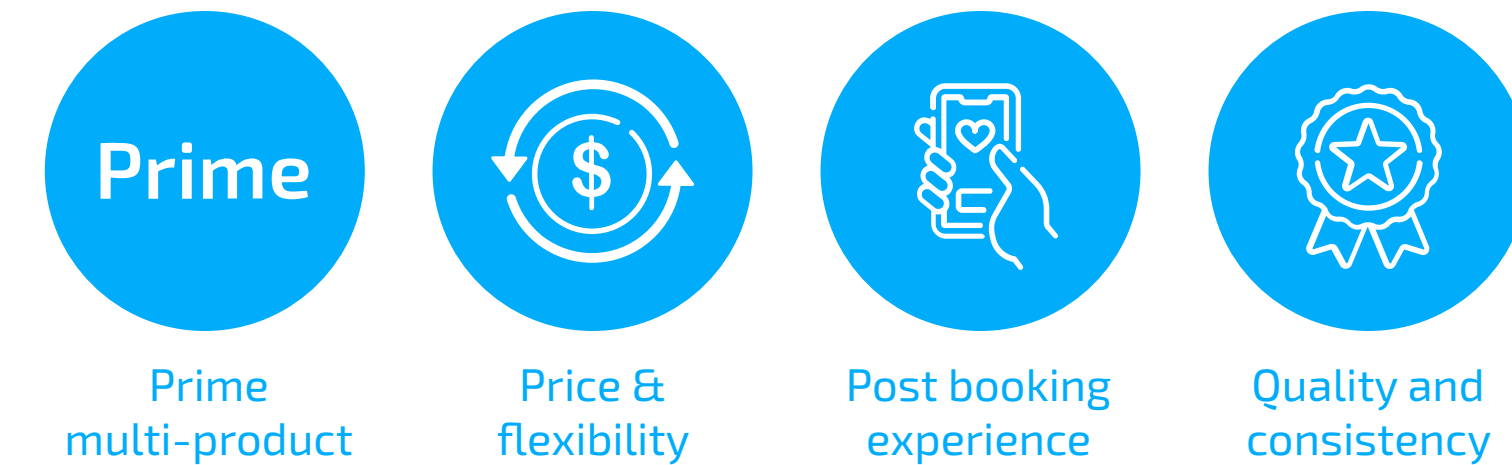 Prime
$
Prime
multi-product
Price &
flexibility
Post booking
experience
Quality and
consistency